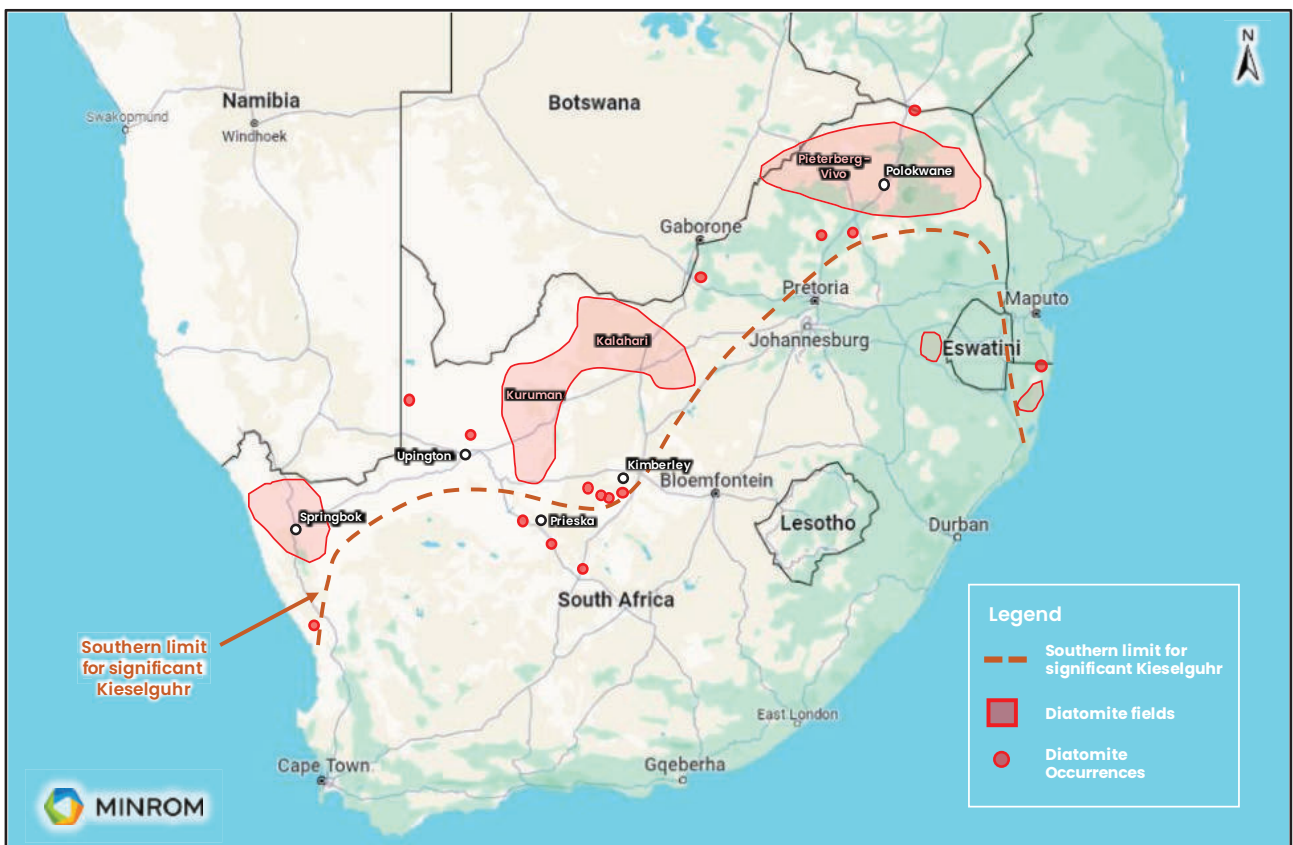 N
Namibia
Botswana
Swakopmund
Windhoek
Pieterberg-
Vivo
Polokwane
Gaborone
Pretoria
Maputo
Johannesburg
Kalahari
Eswatini
Kuruman
Upington
Kimberley
Bloemfontein
Springbok
Prieska
Lesotho
Durban
South Africa
Southern limit
for significant
Kieselguhr
Legend
Southern limit for
significant Kieselguhr
Diatomite fields
Diatomite
Occurrences
East London
Cape Town
Gqeberha
MINROM